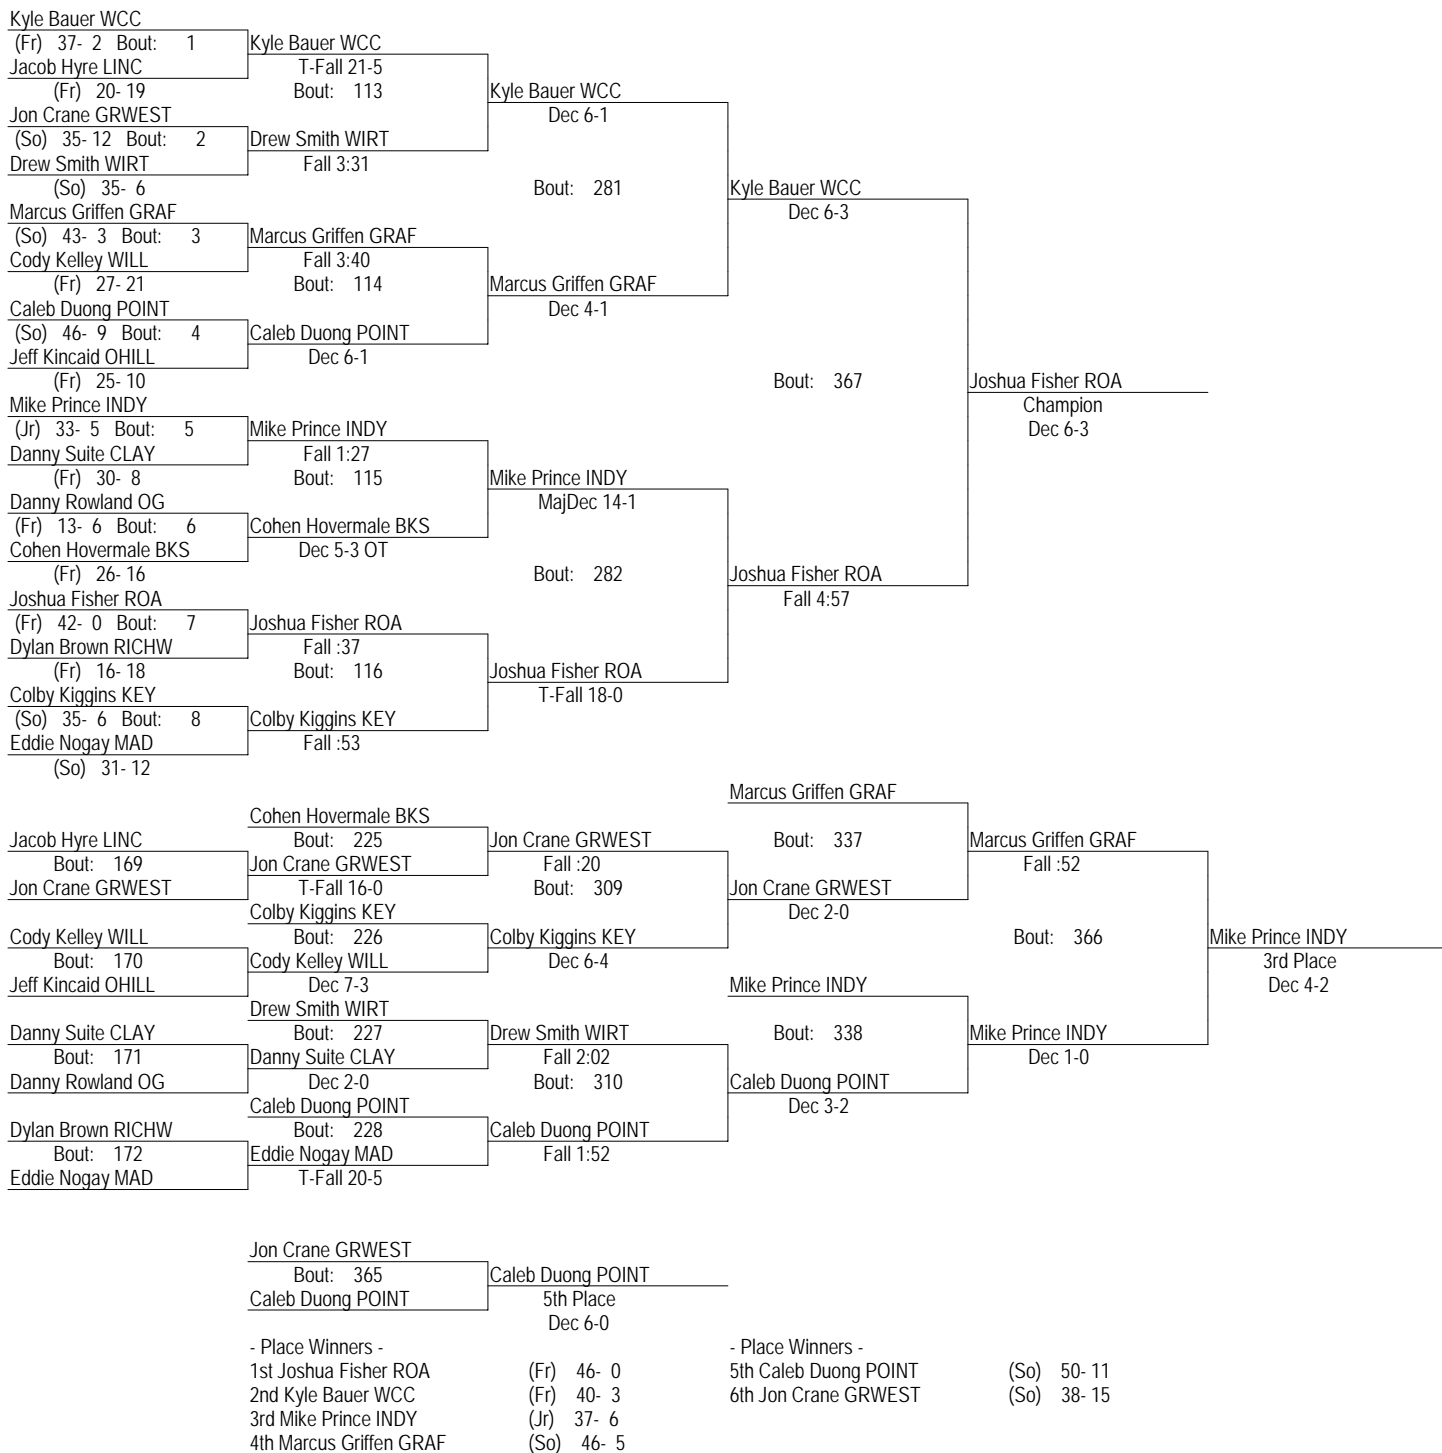 Kyle Bauer WCC
(Fr) 37- 2 Bout: 1 Kyle Bauer WCC
Jacob Hyre LINC T-Fall 21-5
(Fr) 20- 19 Bout: 113 Kyle Bauer WCC
Jon Crane GRWEST Dec 6-1
(So) 35- 12 Bout: 2 Drew Smith WIRT
Drew Smith WIRT Fall 3:31
(So) 35- 6 Bout: 281 Kyle Bauer WCC
Marcus Griffen GRAF Dec 6-3
(So) 43- 3 Bout: 3 Marcus Griffen GRAF
Cody Kelley WILL Fall 3:40
(Fr) 27- 21 Bout: 114 Marcus Griffen GRAF
Caleb Duong POINT Dec 4-1
(So) 46- 9 Bout: 4 Caleb Duong POINT
Jeff Kincaid OHILL Dec 6-1
(Fr) 25- 10 Bout: 367 Joshua Fisher ROA
Mike Prince INDY Champion
(Jr) 33- 5 Bout: 5 Mike Prince INDY Dec 6-3
Danny Suite CLAY Fall 1:27
(Fr) 30- 8 Bout: 115 Mike Prince INDY
Danny Rowland OG MajDec 14-1
(Fr) 13- 6 Bout: 6 Cohen Hovermale BKS
Cohen Hovermale BKS Dec 5-3 OT
(Fr) 26- 16 Bout: 282 Joshua Fisher ROA
Joshua Fisher ROA Fall 4:57
(Fr) 42- 0 Bout: 7 Joshua Fisher ROA
Dylan Brown RICHW Fall :37
(Fr) 16- 18 Bout: 116 Joshua Fisher ROA
Colby Kiggins KEY T-Fall 18-0
(So) 35- 6 Bout: 8 Colby Kiggins KEY
Eddie Nogay MAD Fall :53
(So) 31- 12
Marcus Griffen GRAF
Cohen Hovermale BKS
Jacob Hyre LINC Bout: 225 Jon Crane GRWEST Bout: 337 Marcus Griffen GRAF
Bout: 169 Jon Crane GRWEST Fall :20 Fall :52
Jon Crane GRWEST T-Fall 16-0 Bout: 309 Jon Crane GRWEST
Colby Kiggins KEY Dec 2-0
Cody Kelley WILL Bout: 226 Colby Kiggins KEY Bout: 366 Mike Prince INDY
Bout: 170 Cody Kelley WILL Dec 6-4 3rd Place
Jeff Kincaid OHILL Dec 7-3 Mike Prince INDY Dec 4-2
Drew Smith WIRT
Danny Suite CLAY Bout: 227 Drew Smith WIRT Bout: 338 Mike Prince INDY
Bout: 171 Danny Suite CLAY Fall 2:02 Dec 1-0
Danny Rowland OG Dec 2-0 Bout: 310 Caleb Duong POINT
Caleb Duong POINT Dec 3-2
Dylan Brown RICHW Bout: 228 Caleb Duong POINT
Bout: 172 Eddie Nogay MAD Fall 1:52
Eddie Nogay MAD T-Fall 20-5
Jon Crane GRWEST
Bout: 365 Caleb Duong POINT
Caleb Duong POINT 5th Place
Dec 6-0
- Place Winners - - Place Winners -
1st Joshua Fisher ROA (Fr) 46- 0 5th Caleb Duong POINT (So) 50- 11
2nd Kyle Bauer WCC (Fr) 40- 3 6th Jon Crane GRWEST (So) 38- 15
3rd Mike Prince INDY (Jr) 37- 6
4th Marcus Griffen GRAF (So) 46- 5